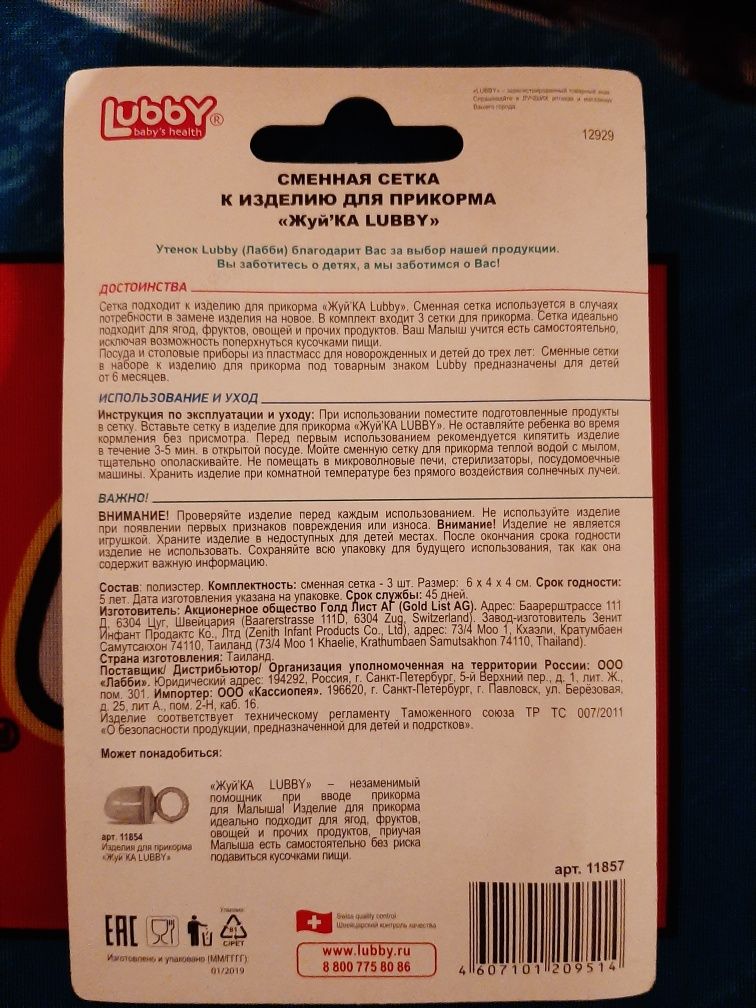 LUBBY®
baby's health
«LUBBY» – зарегистрированный товарный знак.
Спрашивайте в ЛУЧШИХ аптеках и магазинах
Вашего города.
12929
СМЕННАЯ СЕТКА
К ИЗДЕЛИЮ ДЛЯ ПРИКОРМА
«Жуй'КА LUBBY»
Утенок Lubby (Лабби) благодарит Вас за выбор нашей продукции.
Вы заботитесь о детях, а мы заботимся о Вас!
ДОСТОИНСТВА
Сетка подходит к изделию для прикорма «Жуй'КА Lubby». Сменная сетка используется в случаях
потребности в замене изделия на новое. В комплект входит 3 сетки для прикорма. Сетка идеально
подходит для ягод, фруктов, овощей и прочих продуктов. Ваш Малыш учится есть самостоятельно,
исключая возможность поперхнуться кусочками пищи.
Посуда и столовые приборы из пластмасс для новорожденных и детей до трех лет: Сменные сетки
в наборе к изделию для прикорма под товарным знаком Lubby предназначены для детей
от 6 месяцев.
ИСПОЛЬЗОВАНИЕ И УХОД
Инструкция по эксплуатации и уходу: При использовании поместите подготовленные продукты
в сетку. Вставьте сетку в изделие для прикорма «Жуй'КА LUBBY». Не оставляйте ребенка во время
кормления без присмотра. Перед первым использованием рекомендуется кипятить изделие
в течение 3-5 мин. в открытой посуде. Мойте сменную сетку для прикорма теплой водой с мылом,
тщательно ополаскивайте. Не помещать в микроволновые печи, стерилизаторы, посудомоечные
машины. Хранить изделие при комнатной температуре без прямого воздействия солнечных лучей.
ВАЖНО!
ВНИМАНИЕ! Проверяйте изделие перед каждым использованием. Не используйте изделие
при появлении первых признаков повреждения или износа. Внимание! Изделие не является
игрушкой. Храните изделие в недоступных для детей местах. После окончания срока годности
изделие не использовать. Сохраняйте всю упаковку для будущего использования, так как она
содержит важную информацию.
Состав: полиэстер. Комплектность: сменная сетка - 3 шт. Размер: 6 х 4 х 4 см. Срок годности:
5 лет. Дата изготовления указана на упаковке. Срок службы: 45 дней.
Изготовитель: Акционерное общество Голд Лист АГ (Gold List AG). Адрес: Баарерштрассе 111
Д, 6304 Цуг, Швейцария (Baarerstrasse 111D, 6304 Zug, Switzerland). Завод-изготовитель Зенит
Инфант Продактс Ко., Лтд (Zenith Infant Products Co., Ltd), адрес: 73/4 Моо 1, Кхаэли, Кратумбаен
Самутсакхон 74110, Таиланд (73/4 Moo 1 Khaelie, Krathumbaen Samutsakhon 74110, Thailand).
Страна изготовления: Таиланд.
Поставщик/ Дистрибьютор/ Организация уполномоченная на территории России: ООО
«Лабби». Юридический адрес: 194292, Россия, г. Санкт-Петербург, 5-й Верхний пер., д. 1, лит. Ж.,
пом. 301. Импортер: ООО «Кассиопея». 196620, г. Санкт-Петербург, г. Павловск, ул. Берёзовая,
д. 25, лит А., пом. 2-Н, каб. 16.
Изделие соответствует техническому регламенту Таможенного союза ТР ТС 007/2011
«О безопасности продукции, предназначенной для детей и подрстков».
Может понадобиться:
арт. 11854
Изделия для прикорма
«Жуй КА LUBBY»
«Жуй'КА LUBBY» – незаменимый
помощник при вводе прикорма
для Малыша! Изделие для прикорма
идеально подходит для ягод, фруктов,
овощей и прочих продуктов, приучая
Малыша есть самостоятельно без риска
подавиться кусочками пищи.
арт. 11857
EAC
Упаковка:
81
C/PET
Изготовлено и упаковано (ММ/ГГГГ):
01/2019
Swiss quality control
Швейцарский контроль качества
www.lubby.ru
8 800 775 80 86
4 607101 209514